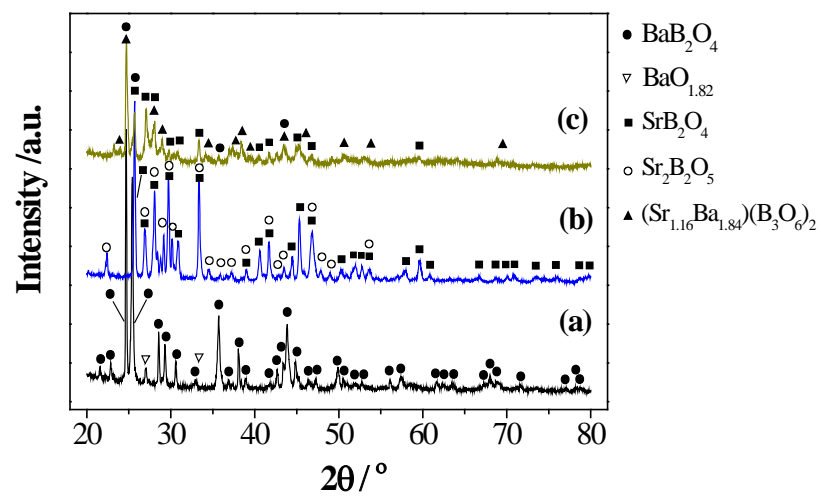 Intensity /a.u.
(c)
(b)
(a)
20 30 40 50 60 70 80
2θ / °
BaB₂O₄
BaO₁.₈₂
SrB₂O₄
Sr₂B₂O₅
(Sr₁.₁₆Ba₁.₈₄)(B₃O₆)₂